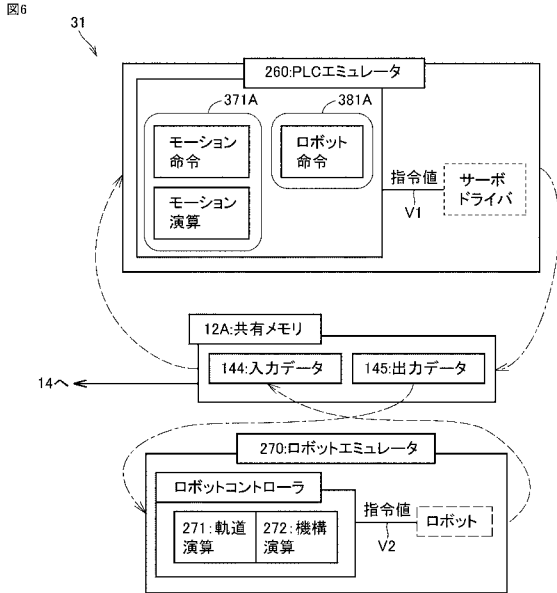 図6
31
260:PLCエミュレータ
371A
381A
モーション
命令
ロボット
命令
モーション
演算
指令値
V1
サーボ
ドライバ
12A:共有メモリ
144:入力データ
145:出力データ
14へ
270:ロボットエミュレータ
ロボットコントローラ
271:軌道
演算
272:機構
演算
指令値
V2
ロボット